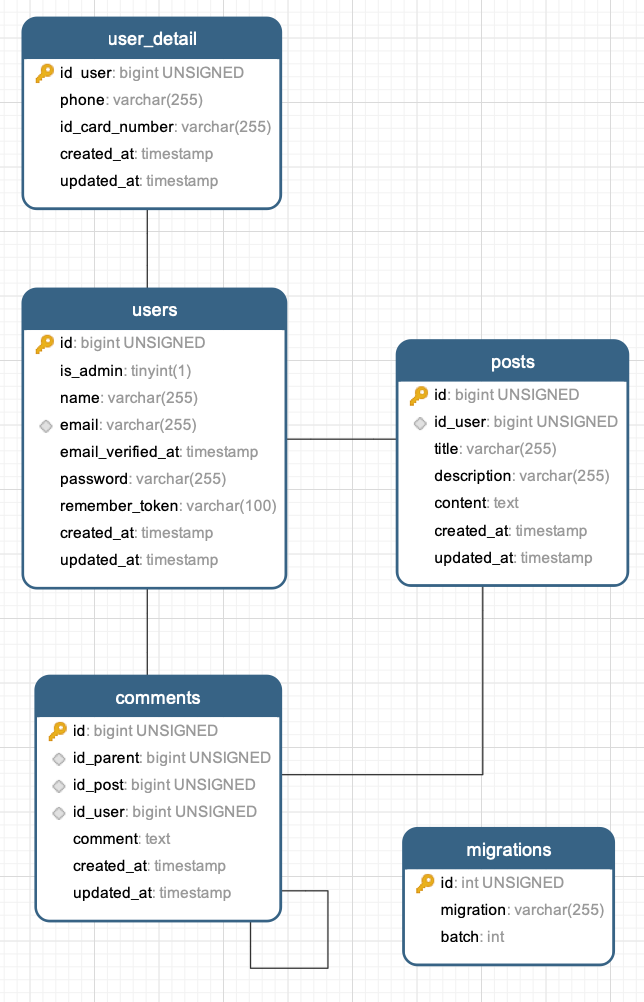 user_detail
id_user: bigint UNSIGNED
phone: varchar(255)
id_card_number: varchar(255)
created_at: timestamp
updated_at: timestamp
users
id: bigint UNSIGNED
is_admin: tinyint(1)
name: varchar(255)
email: varchar(255)
email_verified_at: timestamp
password: varchar(255)
remember_token: varchar(100)
created_at: timestamp
updated_at: timestamp
posts
id: bigint UNSIGNED
id_user: bigint UNSIGNED
title: varchar(255)
description: varchar(255)
content: text
created_at: timestamp
updated_at: timestamp
comments
id: bigint UNSIGNED
id_parent: bigint UNSIGNED
id_post: bigint UNSIGNED
id_user: bigint UNSIGNED
comment: text
created_at: timestamp
updated_at: timestamp
migrations
id: int UNSIGNED
migration: varchar(255)
batch: int